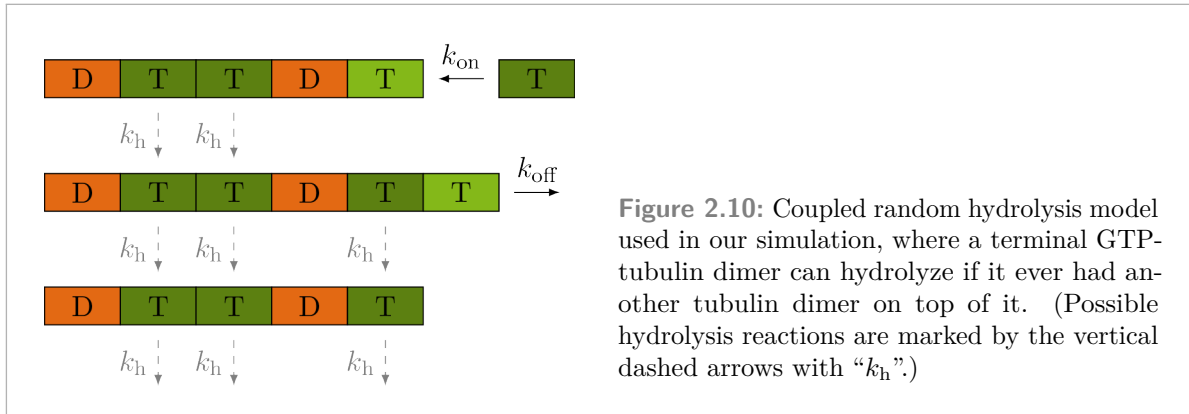 D T T D T k_on T
k_h k_h
D T T D T T k_off
k_h k_h k_h
D T T D T
k_h k_h k_h
Figure 2.10: Coupled random hydrolysis model
used in our simulation, where a terminal GTP-
tubulin dimer can hydrolyze if it ever had an-
other tubulin dimer on top of it. (Possible
hydrolysis reactions are marked by the vertical
dashed arrows with “k_h”.)